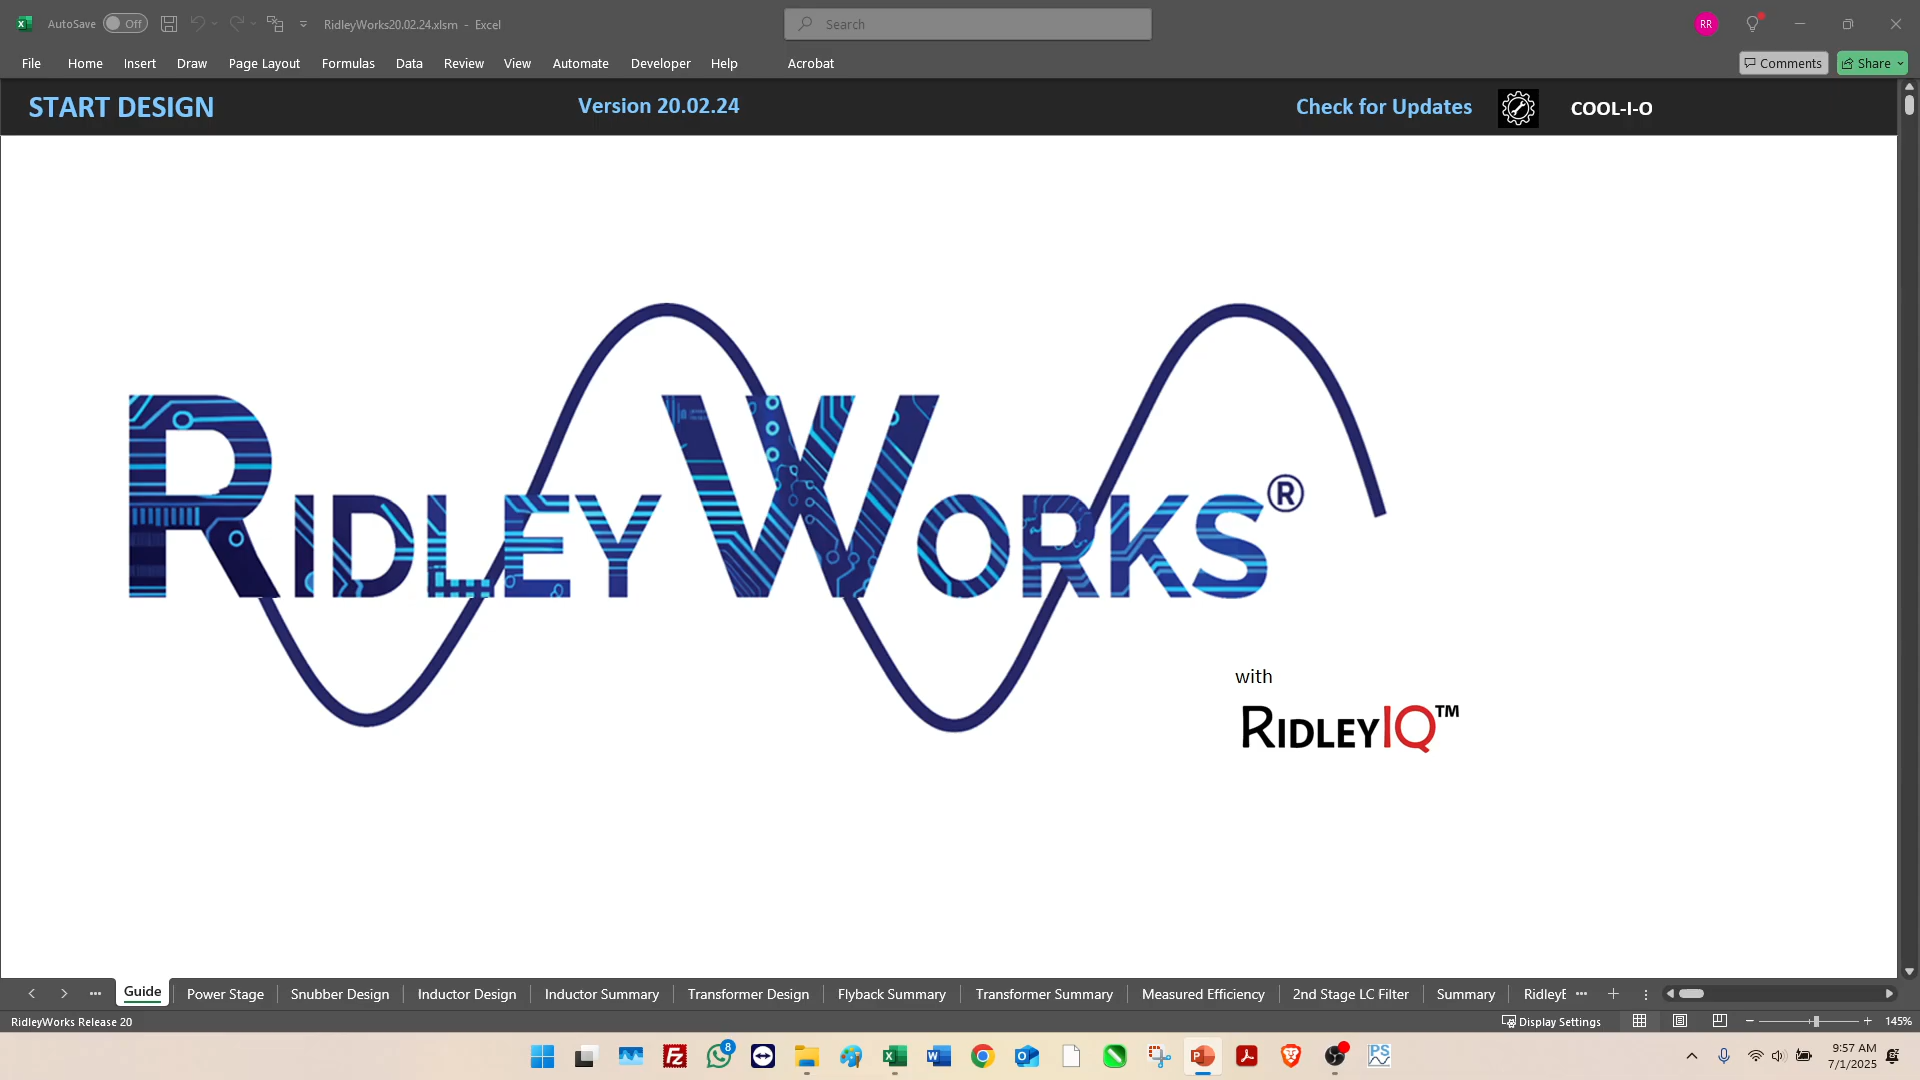 AutoSave Off RidleyWorks20.02.24.xlsm - Excel Search RR
File Home Insert Draw Page Layout Formulas Data Review View Automate Developer Help Acrobat Comments Share
START DESIGN Version 20.02.24 Check for Updates COOL-I-O
RIDLEYWORKS®
with
RIDLEYIQ™
Guide Power Stage Snubber Design Inductor Design Inductor Summary Transformer Design Flyback Summary Transformer Summary Measured Efficiency 2nd Stage LC Filter Summary RidleyE
RidleyWorks Release 20 Display Settings 145%
8 PS 9:57 AM
7/1/2025